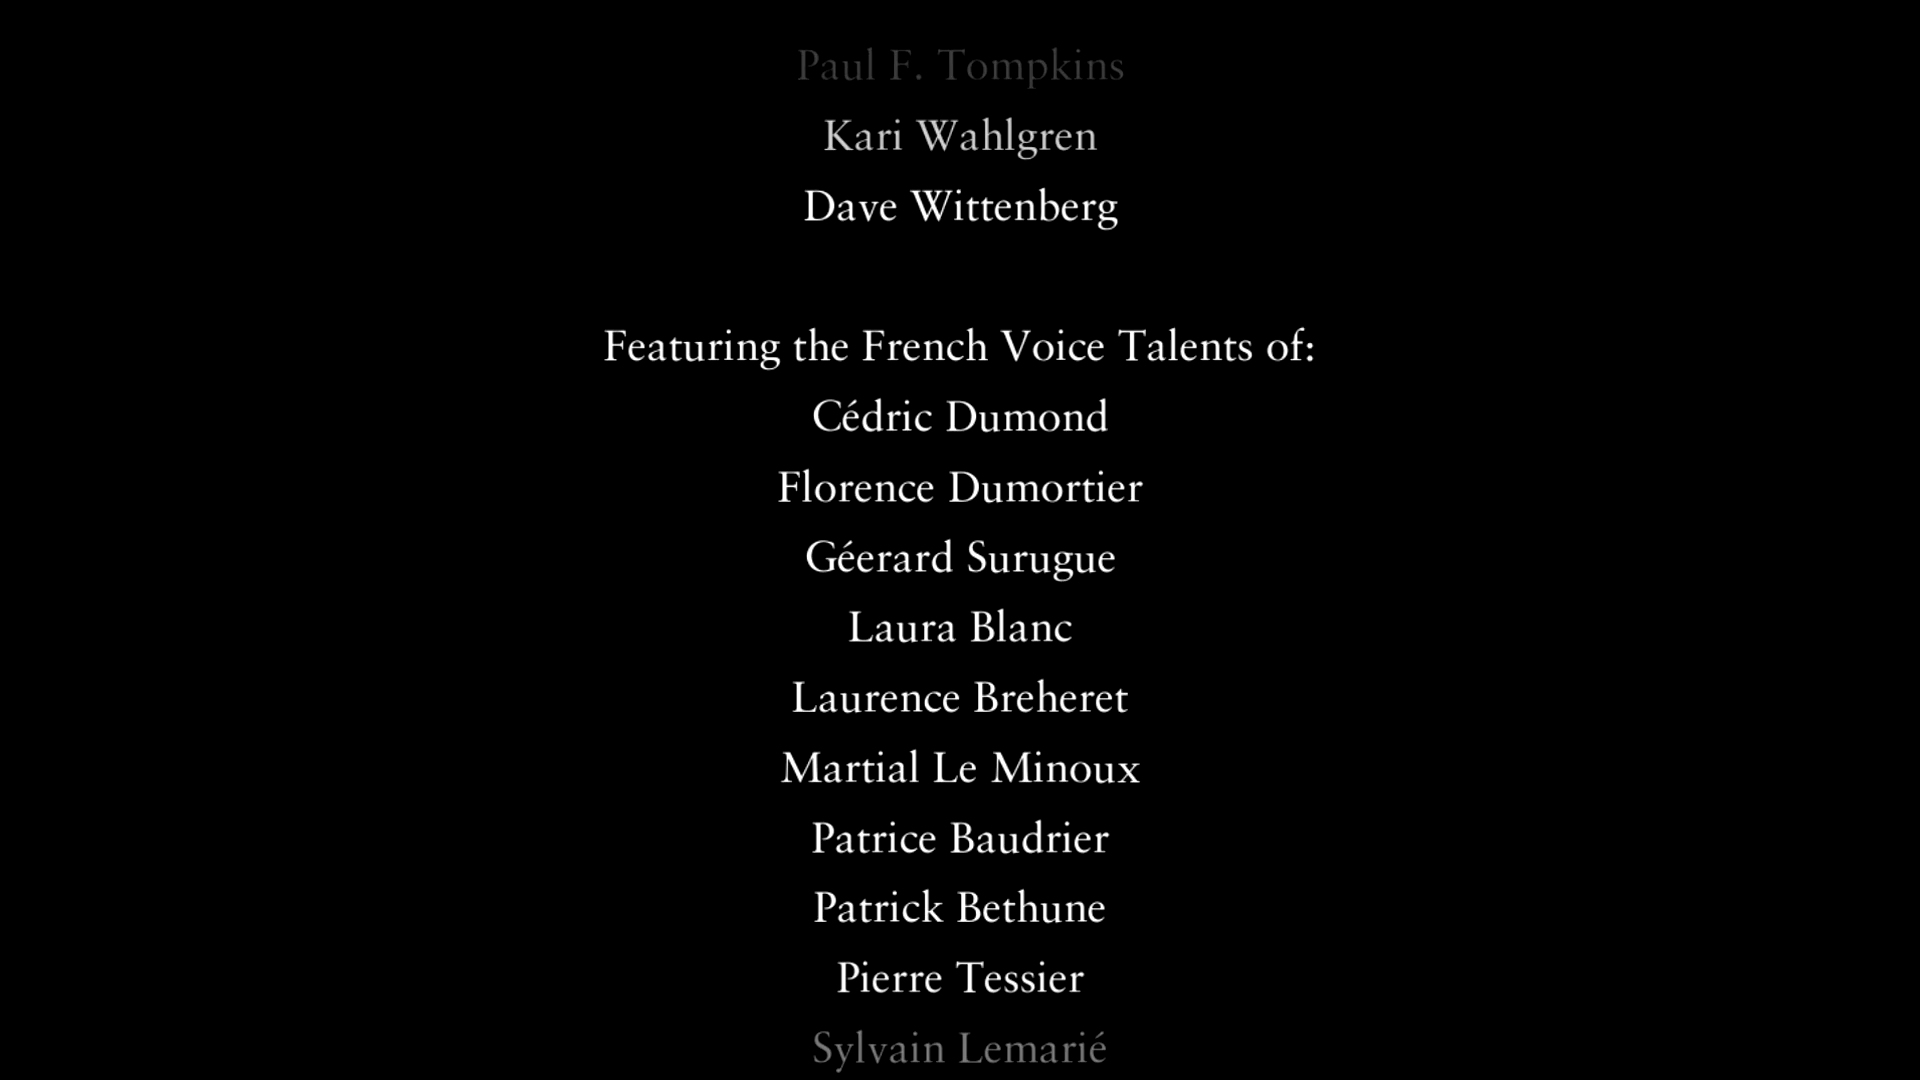 Paul F. Tompkins
Kari Wahlgren
Dave Wittenberg
Featuring the French Voice Talents of:
Cédric Dumond
Florence Dumortier
Géerard Surugue
Laura Blanc
Laurence Breheret
Martial Le Minoux
Patrice Baudrier
Patrick Bethune
Pierre Tessier
Sylvain Lemarié